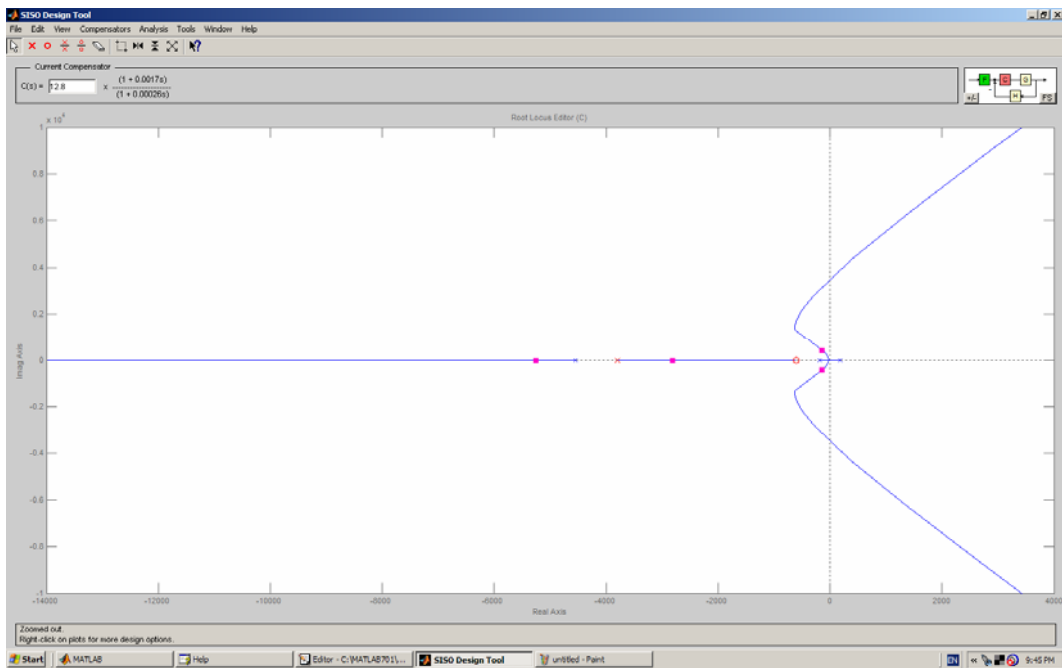 SISO Design Tool
File Edit View Compensators Analysis Tools Window Help
Current Compensator
C(s) = 12.8 x (1 + 0.0017s)
(1 + 0.00026s)
F C G
H
+/- FS
Root Locus Editor (C)
x 10^4
1
0.8
0.6
0.4
0.2
0
-0.2
-0.4
-0.6
-0.8
-1
Imag Axis
-14000 -12000 -10000 -8000 -6000 -4000 -2000 0 2000 4000
Real Axis
Zoomed out.
Right-click on plots for more design options.
Start MATLAB Help Editor - C:\MATLAB701\... SISO Design Tool untitled - Paint EN « 9:45 PM